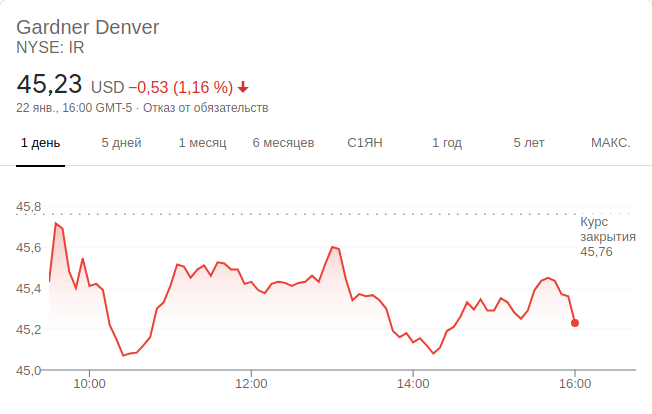 Gardner Denver
NYSE: IR
45,23 USD −0,53 (1,16 %)
22 янв., 16:00 GMT-5 · Отказ от обязательств
1 день 5 дней 1 месяц 6 месяцев С1ЯН 1 год 5 лет МАКС.
45,8
Курс
закрытия
45,76
45,6
45,4
45,2
45,0
10:00 12:00 14:00 16:00